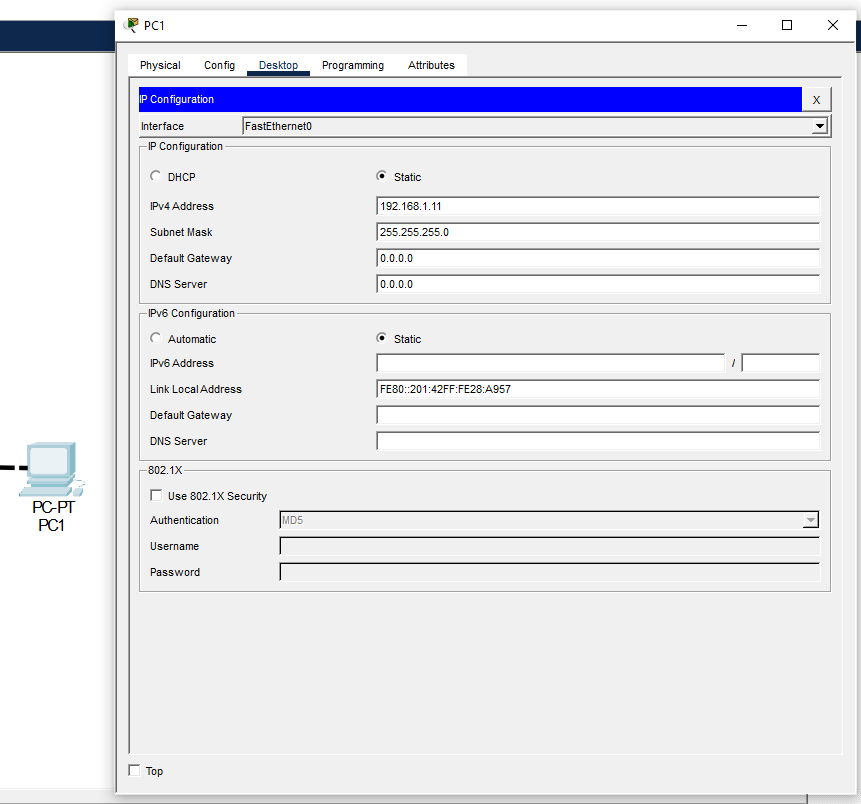 PC1
Physical Config Desktop Programming Attributes
IP Configuration X
Interface FastEthernet0
IP Configuration
DHCP Static
IPv4 Address 192.168.1.11
Subnet Mask 255.255.255.0
Default Gateway 0.0.0.0
DNS Server 0.0.0.0
IPv6 Configuration
Automatic Static
IPv6 Address /
Link Local Address FE80::201:42FF:FE28:A957
Default Gateway
DNS Server
802.1X
Use 802.1X Security
Authentication MD5
Username
Password
Top
PC-PT
PC1